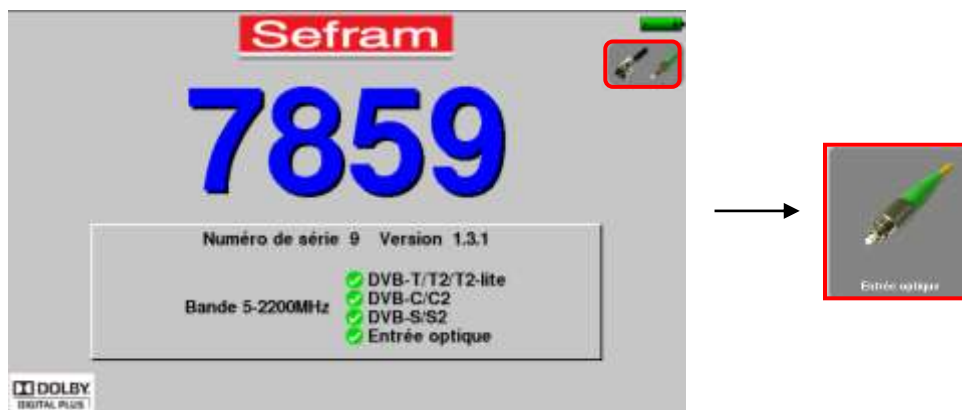 Sefram
7859
Numéro de série 9 Version 1.3.1
Bande 5-2200MHz
DVB-T/T2/T2-lite
DVB-C/C2
DVB-S/S2
Entrée optique
Entrée optique
DOLBY
DIGITAL PLUS